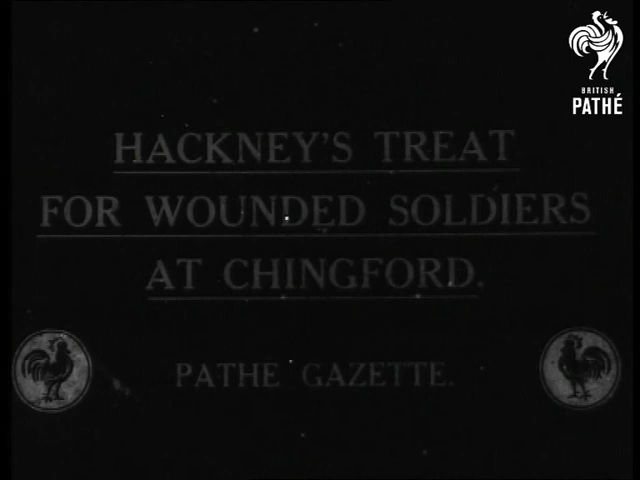 BRITISH
PATHÉ
HACKNEY'S TREAT
FOR WOUNDED SOLDIERS
AT CHINGFORD.
PATHE GAZETTE.